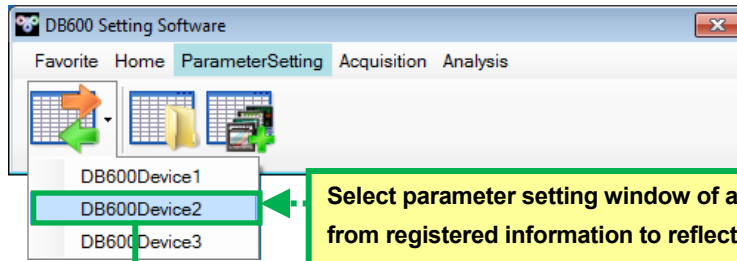 DB600 Setting Software
Favorite Home ParameterSetting Acquisition Analysis
DB600Device1
DB600Device2
DB600Device3
Select parameter setting window of a
from registered information to reflect